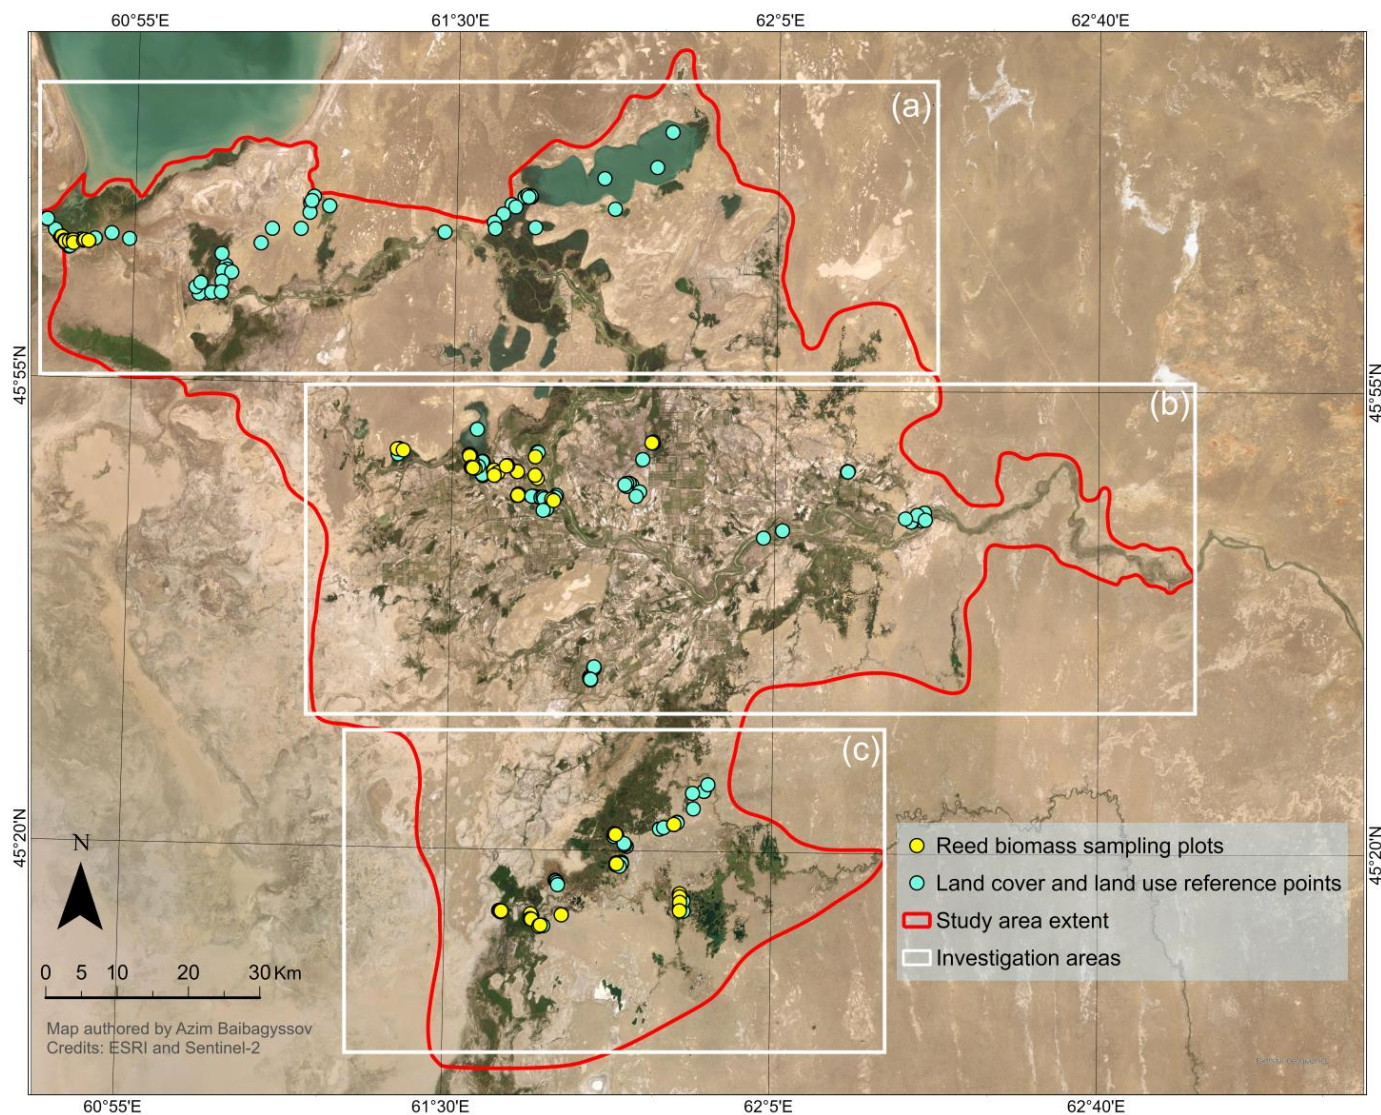 60°55'E 61°30'E 62°5'E 62°40'E
(a)
45°55'N 45°55'N
(b)
(c)
45°20'N 45°20'N
N
Reed biomass sampling plots
Land cover and land use reference points
Study area extent
Investigation areas
0 5 10 20 30 Km
Map authored by Azim Baibagyssov
Credits: ESRI and Sentinel-2
60°55'E 61°30'E 62°5'E 62°40'E